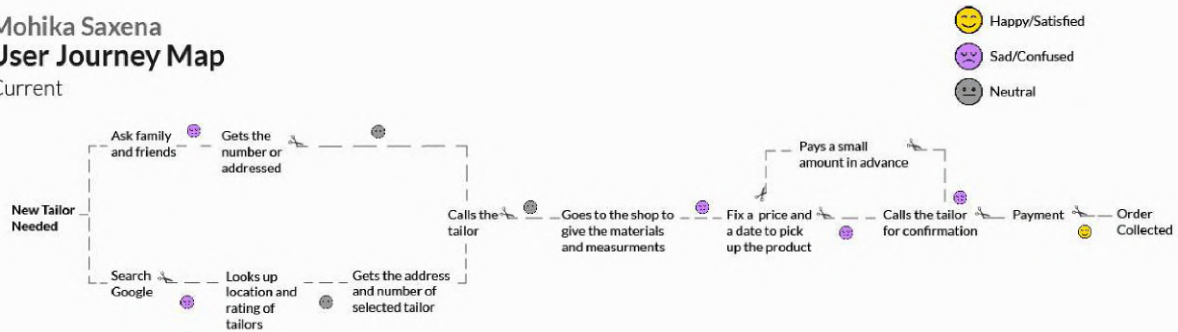 Mohika Saxena
User Journey Map
Current
Happy/Satisfied
Sad/Confused
Neutral
Ask family
and friends
Gets the
number or
addressed
New Tailor
Needed
Search
Google
Looks up
location and
rating of
tailors
Gets the address
and number of
selected tailor
Calls the
tailor
Goes to the shop to
give the materials
and measurments
Fix a price and
a date to pick
up the product
Pays a small
amount in advance
Calls the tailor
for confirmation
Payment
Order
Collected